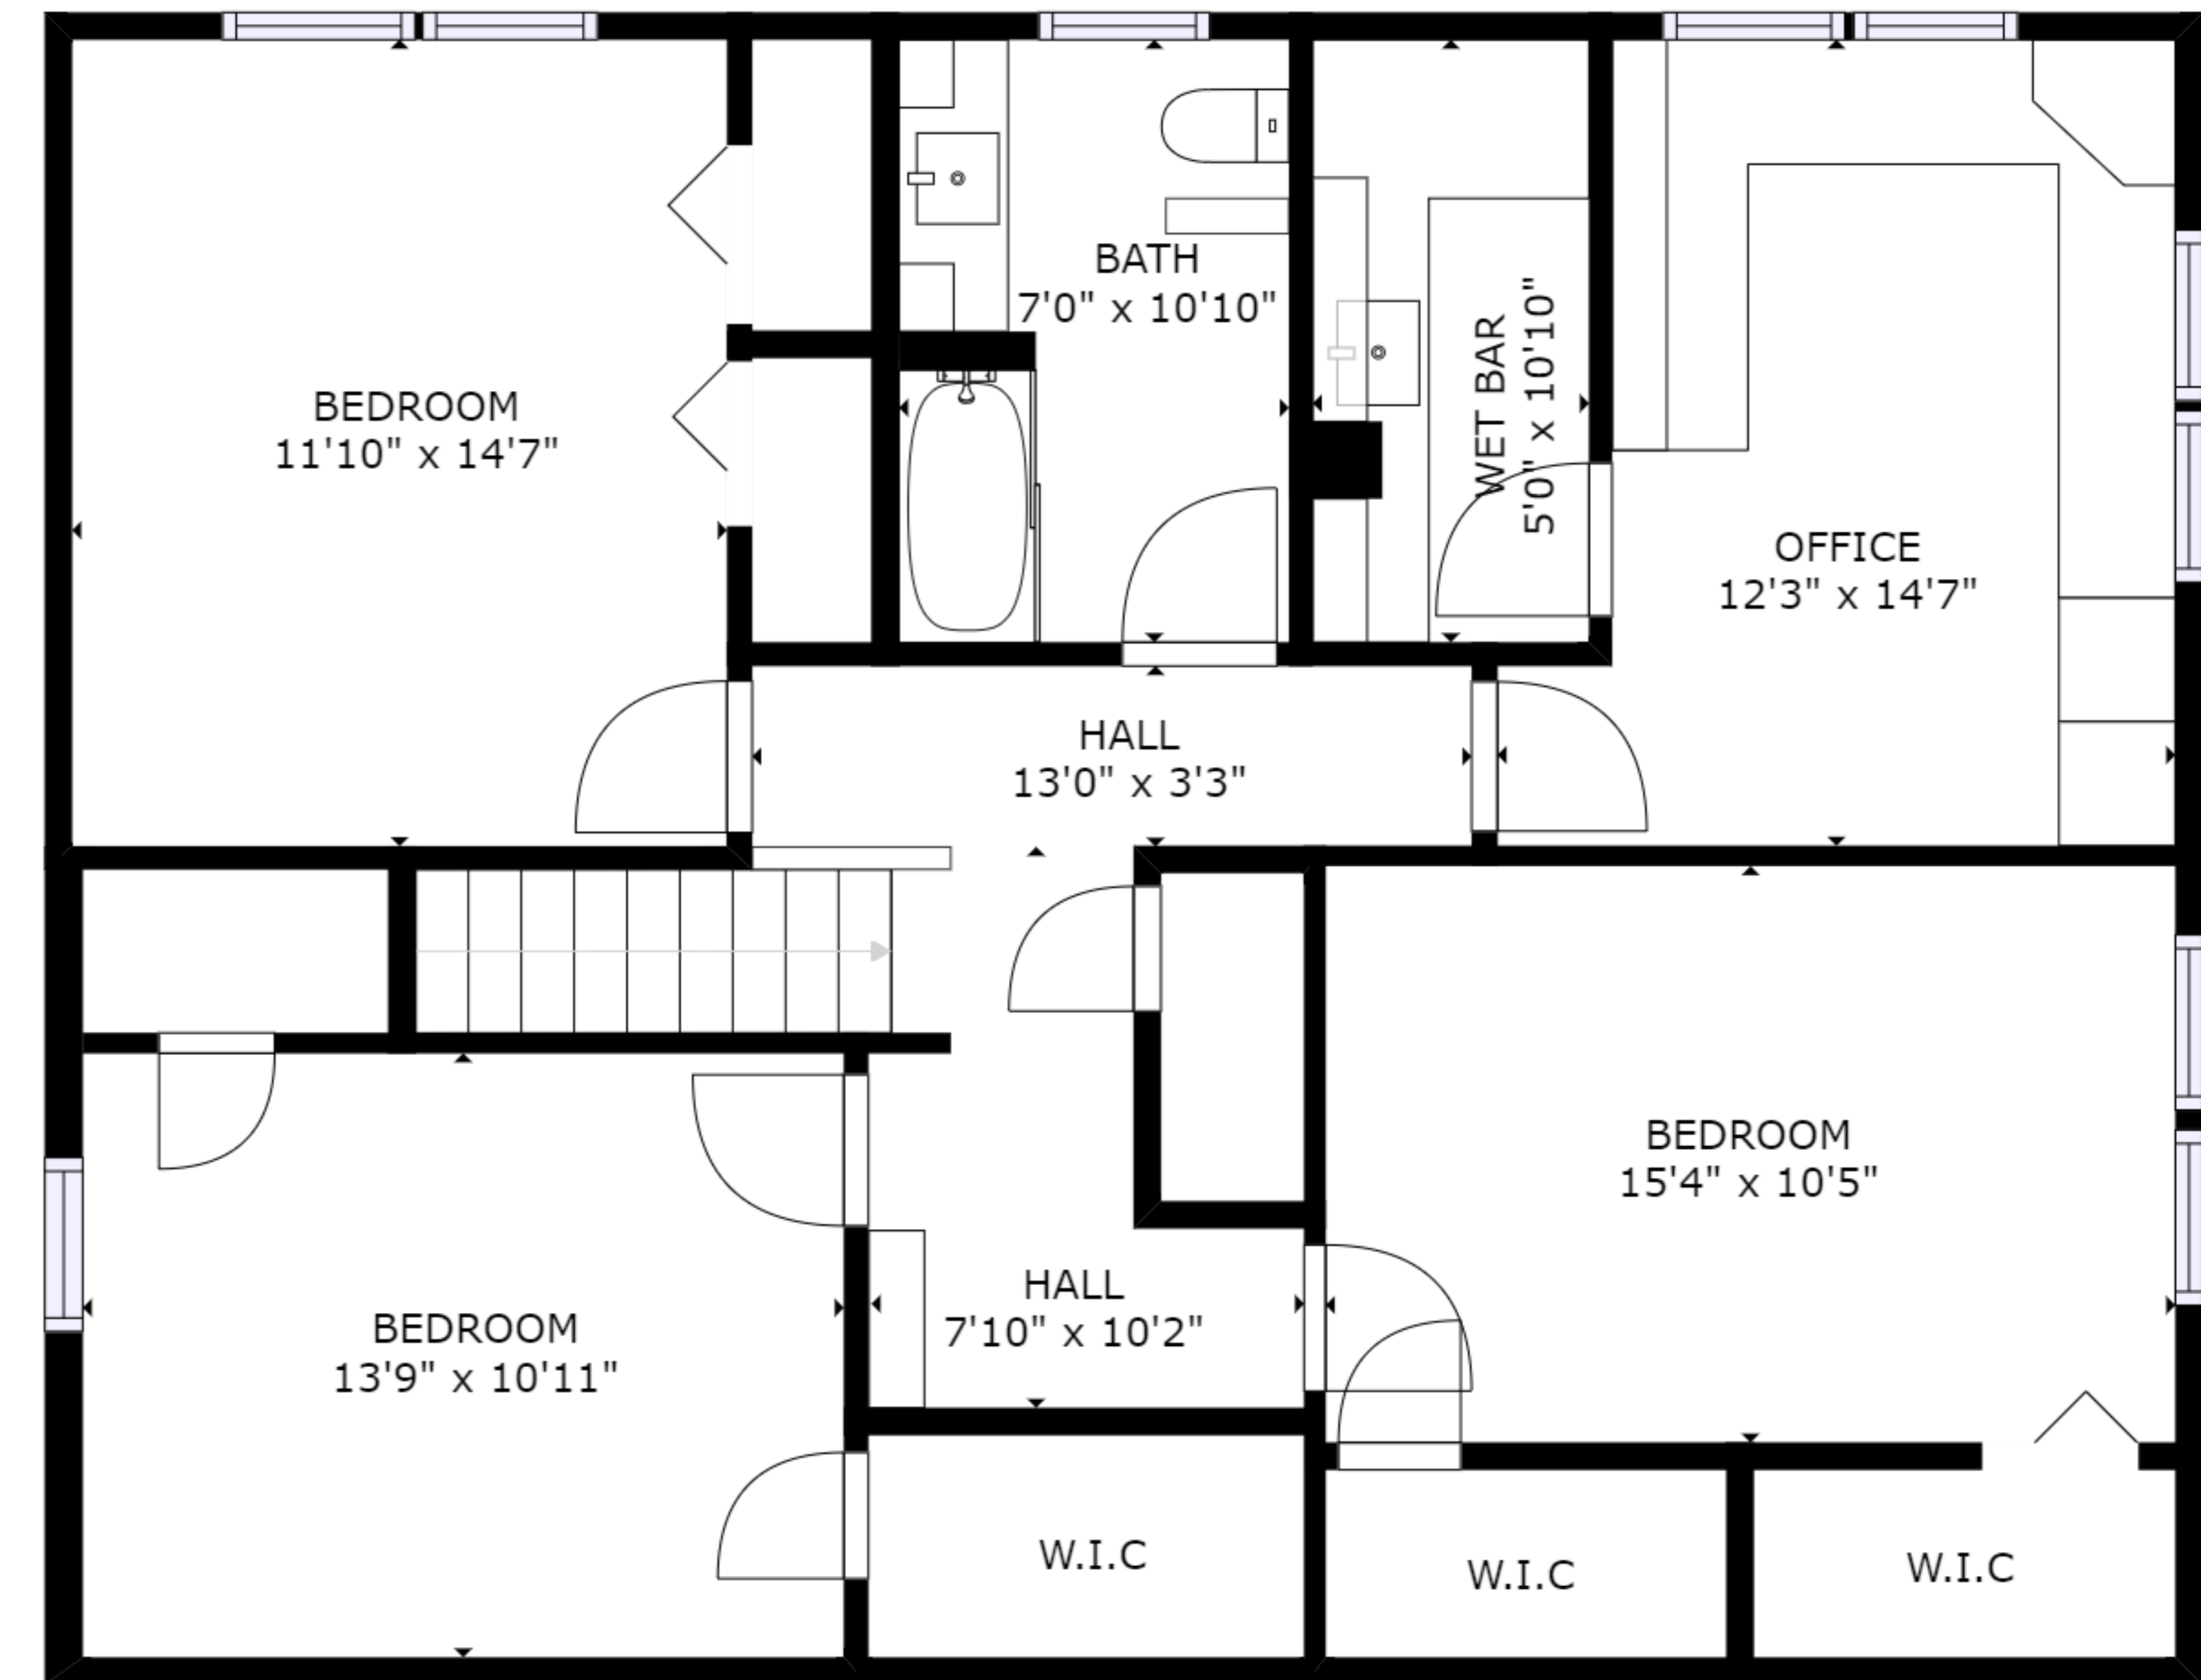 BATH
7'0" x 10'10"
WET BAR
5'0" x 10'10"
BEDROOM
11'10" x 14'7"
OFFICE
12'3" x 14'7"
HALL
13'0" x 3'3"
BEDROOM
15'4" x 10'5"
HALL
7'10" x 10'2"
BEDROOM
13'9" x 10'11"
W.I.C
W.I.C
W.I.C